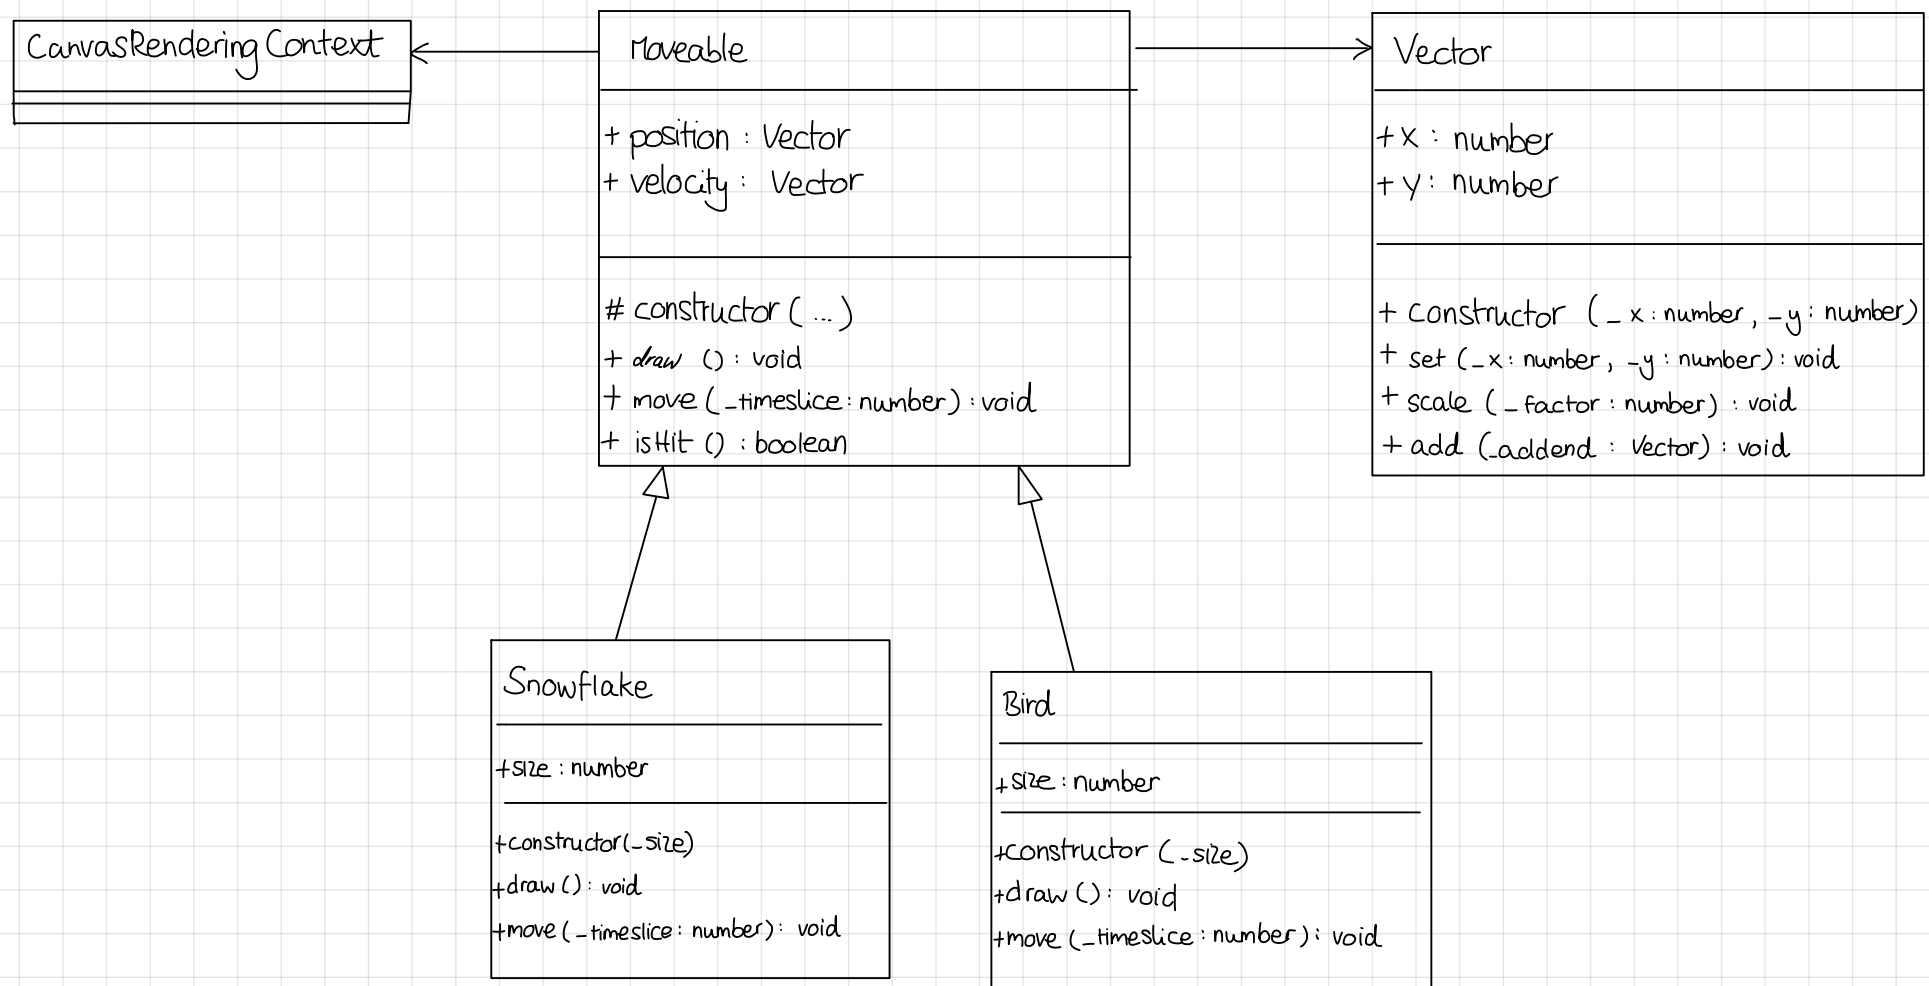 CanvasRenderingContext
Moveable
+ position : Vector
+ velocity : Vector
# constructor (...)
+ draw () : void
+ move (_timeslice : number) : void
+ isHit () : boolean
Vector
+ x : number
+ y : number
+ constructor (_x : number, _y : number)
+ set (_x : number, _y : number) : void
+ scale (_factor : number) : void
+ add (_addend : Vector) : void
Snowflake
+size : number
+constructor(_size)
+draw () : void
+move (_timeslice : number) : void
Bird
+size : number
+constructor (_size)
+draw () : void
+move (_timeslice : number) : void